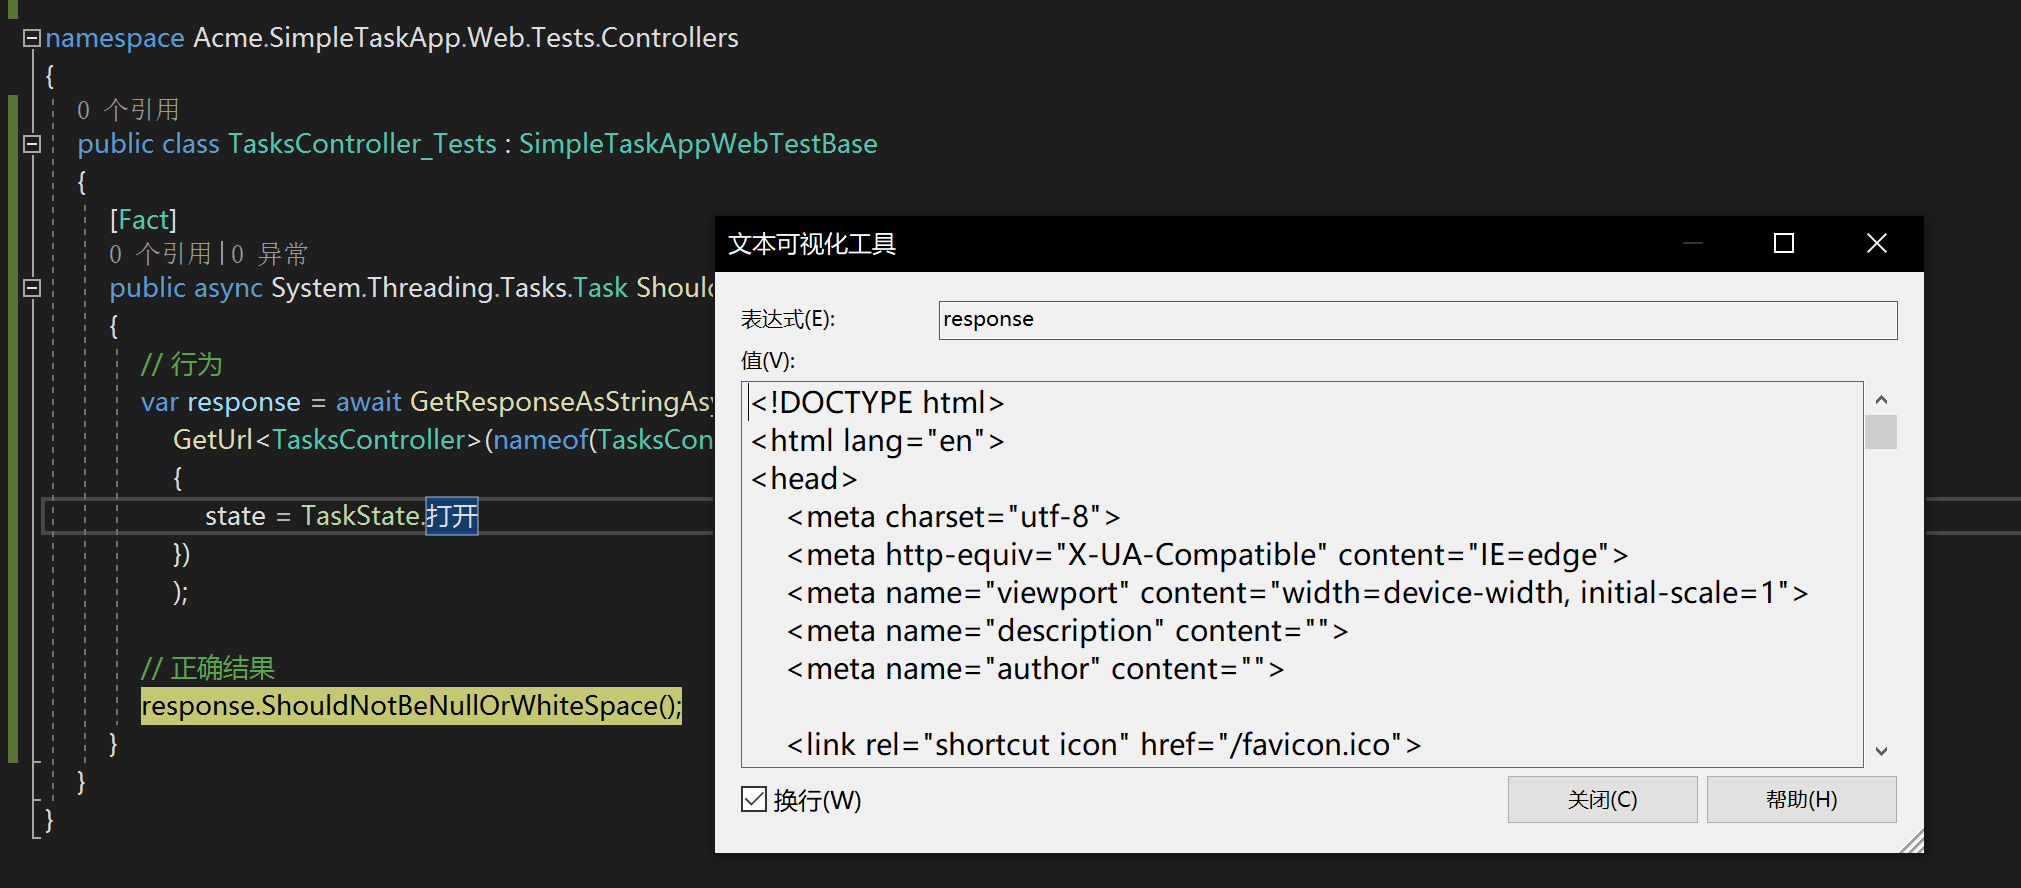 namespace Acme.SimpleTaskApp.Web.Tests.Controllers
{
0 个引用
public class TasksController_Tests : SimpleTaskAppWebTestBase
{
[Fact]
0 个引用|0 异常
public async System.Threading.Tasks.Task Should
{
// 行为
var response = await GetResponseAsStringAsy
GetUrl<TasksController>(nameof(TasksCon
{
state = TaskState.打开
})
);
// 正确结果
response.ShouldNotBeNullOrWhiteSpace();
}
}
}
文本可视化工具
表达式(E):
response
值(V):
<!DOCTYPE html>
<html lang="en">
<head>
<meta charset="utf-8">
<meta http-equiv="X-UA-Compatible" content="IE=edge">
<meta name="viewport" content="width=device-width, initial-scale=1">
<meta name="description" content="">
<meta name="author" content="">
<link rel="shortcut icon" href="/favicon.ico">
换行(W)
关闭(C)
帮助(H)